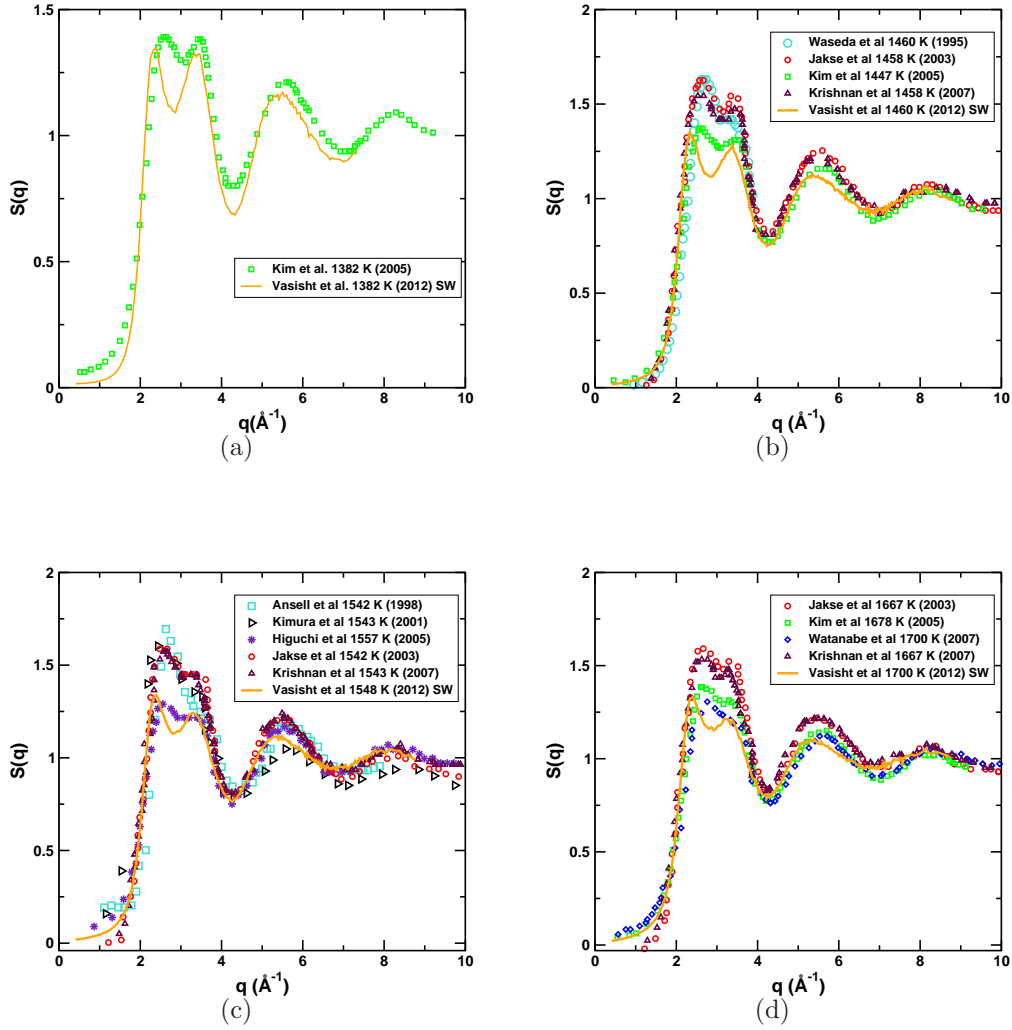 1.5
1
0.5
0
S(q)
Kim et al. 1382 K (2005)
Vasisht et al. 1382 K (2012) SW
0 2 4 6 8 10
q(Å-1)
(a)
2
1.5
1
0.5
0
S(q)
Waseda et al 1460 K (1995)
Jakse et al 1458 K (2003)
Kim et al 1447 K (2005)
Krishnan et al 1458 K (2007)
Vasisht et al 1460 K (2012) SW
0 2 4 6 8 10
q (Å-1)
(b)
2
1.5
1
0.5
0
S(q)
Ansell et al 1542 K (1998)
Kimura et al 1543 K (2001)
Higuchi et al 1557 K (2005)
Jakse et al 1542 K (2003)
Krishnan et al 1543 K (2007)
Vasisht et al 1548 K (2012) SW
0 2 4 6 8 10
q (Å-1)
(c)
2
1.5
1
0.5
0
S(q)
Jakse et al 1667 K (2003)
Kim et al 1678 K (2005)
Watanabe et al 1700 K (2007)
Krishnan et al 1667 K (2007)
Vasisht et al 1700 K (2012) SW
0 2 4 6 8 10
q (Å-1)
(d)